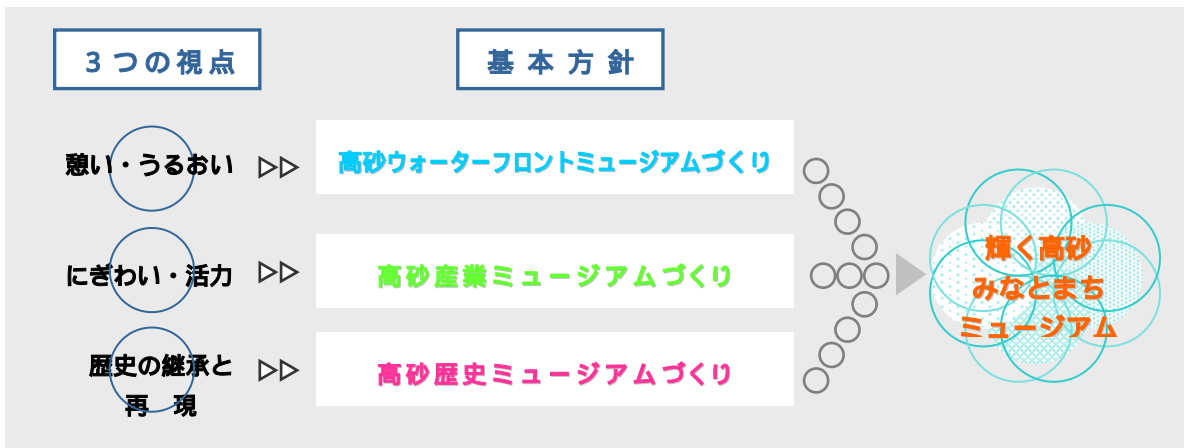 ３つの視点
基本方針
憩い・うるおい
高砂ウォーターフロントミュージアムづくり
にぎわい・活力
高砂産業ミュージアムづくり
歴史の継承と
再　現
高砂歴史ミュージアムづくり
輝く高砂
みなとまち
ミュージアム